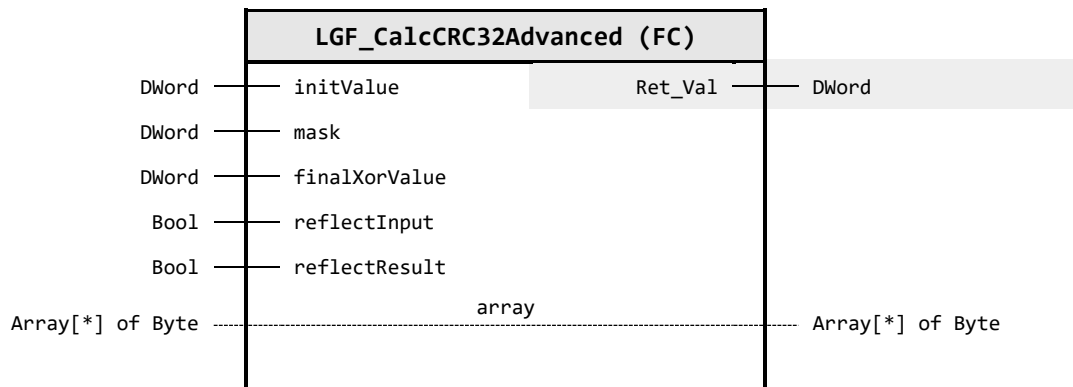 LGF_CalcCRC32Advanced (FC)
DWord initValue Ret_Val DWord
DWord mask
DWord finalXorValue
Bool reflectInput
Bool reflectResult
array
Array[*] of Byte Array[*] of Byte